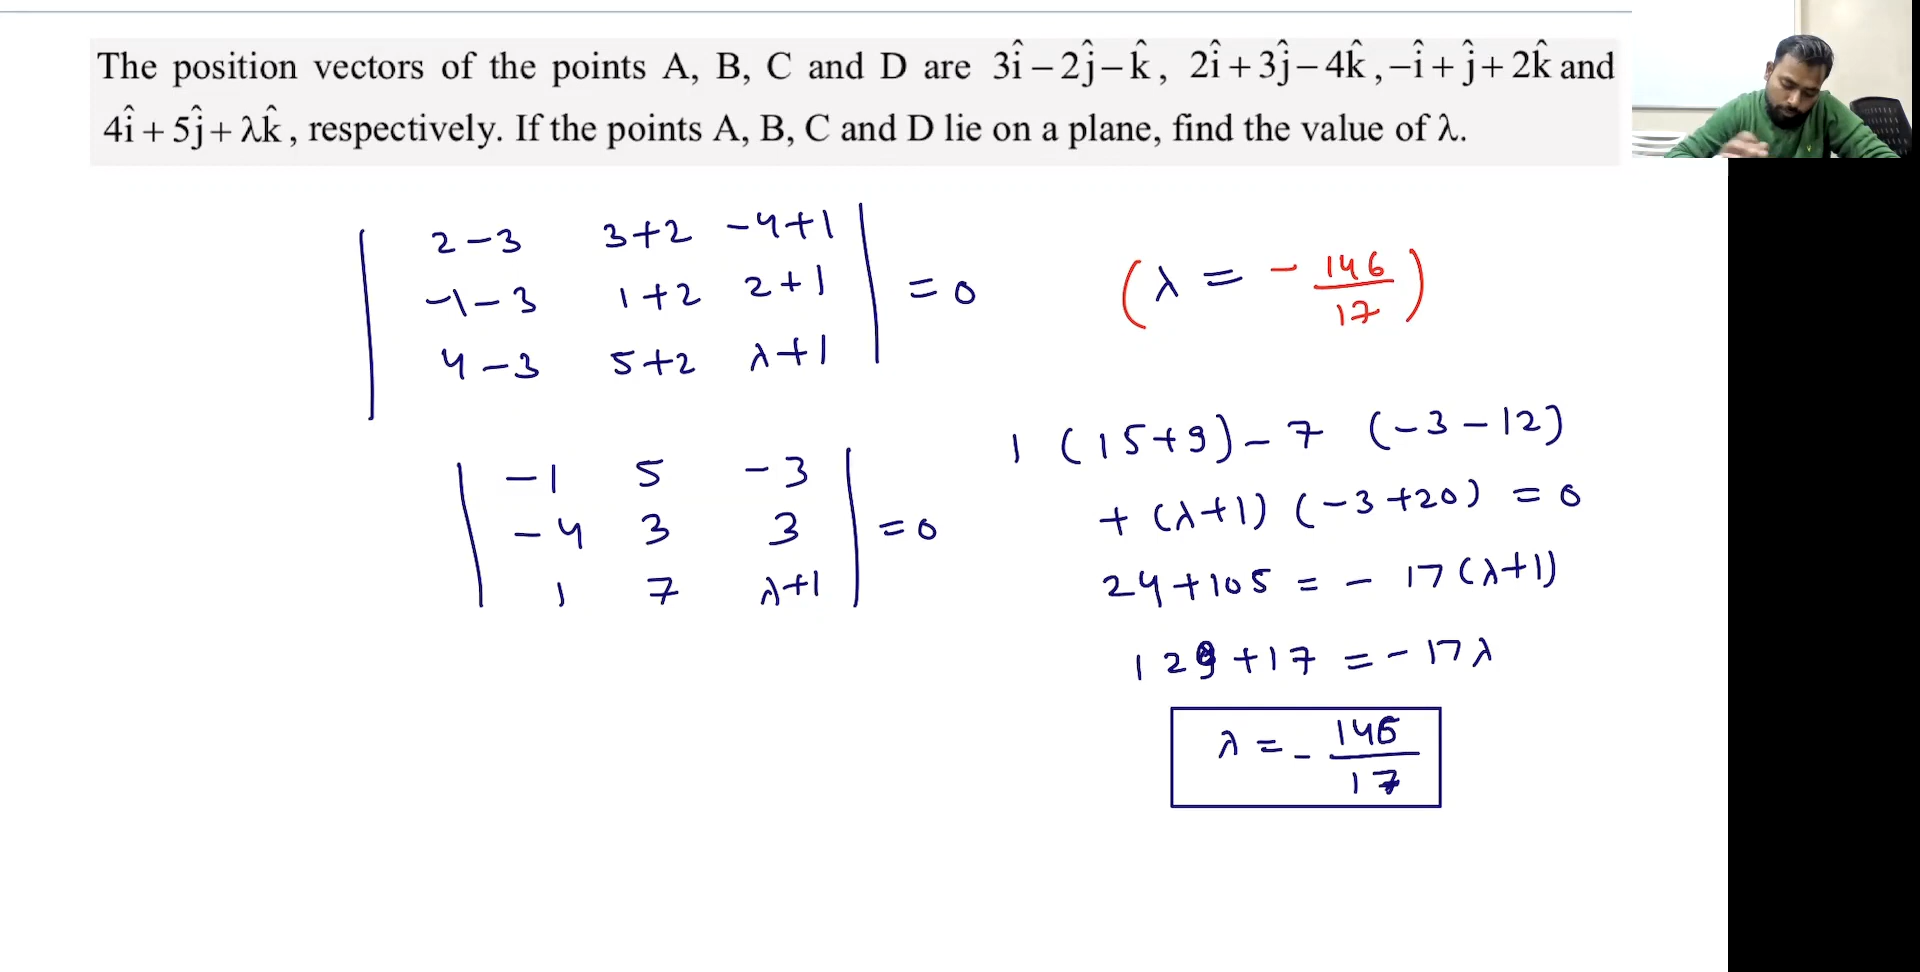 The position vectors of the points A, B, C and D are 3î − 2ĵ − k̂, 2î + 3ĵ − 4k̂, −î + ĵ + 2k̂ and
4î + 5ĵ + λk̂, respectively. If the points A, B, C and D lie on a plane, find the value of λ.
| 2-3 3+2 -4+1 |
| -1-3 1+2 2+1 | = 0
| 4-3 5+2 λ+1 |
(λ = - 146/17)
| -1 5 -3 |
| -4 3 3 | = 0
| 1 7 λ+1 |
1 (15+9) - 7 (-3-12)
+ (λ+1) (-3+20) = 0
24+105 = - 17(λ+1)
129+17 = -17λ
λ = - 146/17